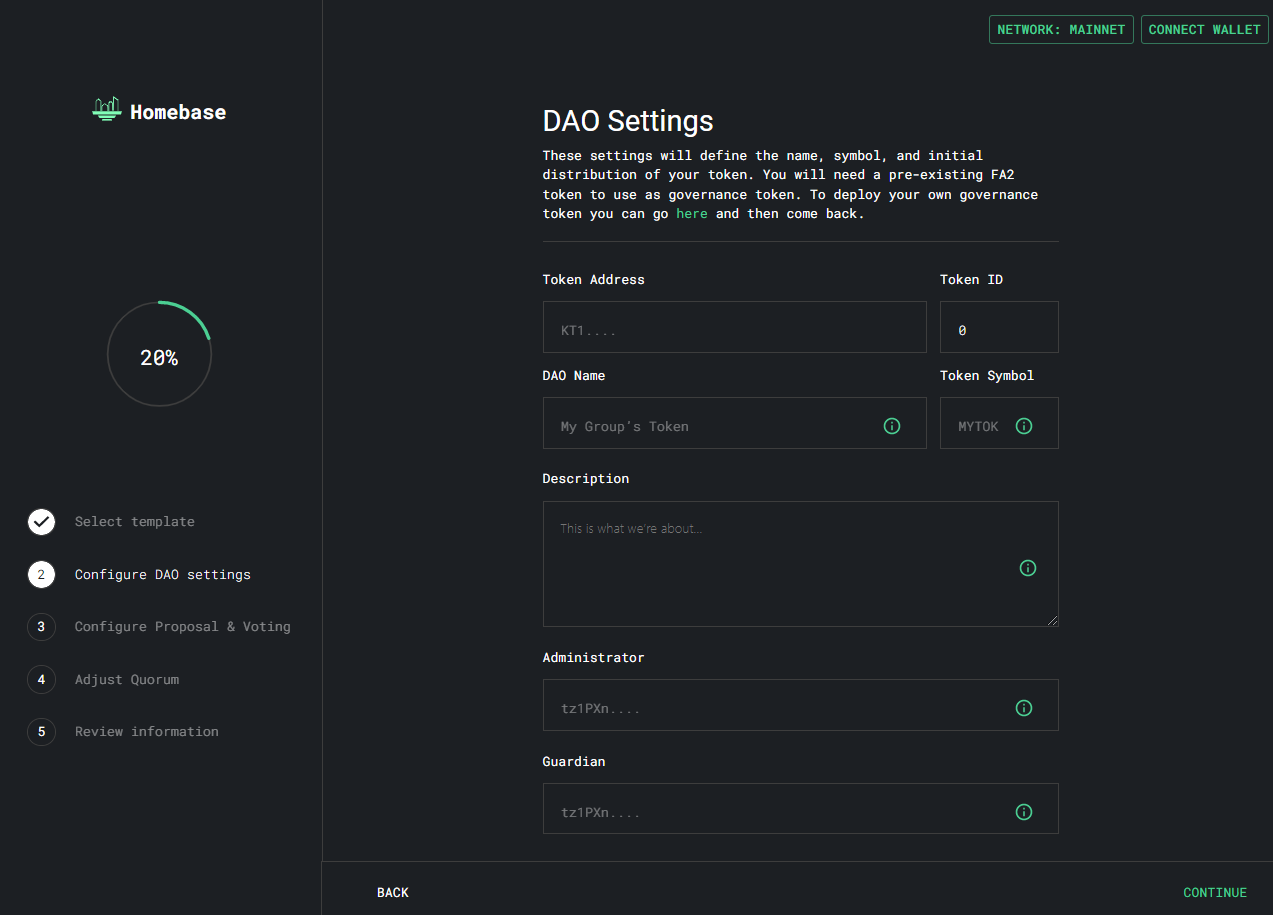 NETWORK: MAINNET
CONNECT WALLET
Homebase
20%
Select template
2 Configure DAO settings
3 Configure Proposal & Voting
4 Adjust Quorum
5 Review information
DAO Settings
These settings will define the name, symbol, and initial
distribution of your token. You will need a pre-existing FA2
token to use as governance token. To deploy your own governance
token you can go here and then come back.
Token Address
Token ID
KT1....
0
DAO Name
Token Symbol
My Group's Token
MYTOK
Description
This is what we're about...
Administrator
tz1PXn....
Guardian
tz1PXn....
BACK
CONTINUE